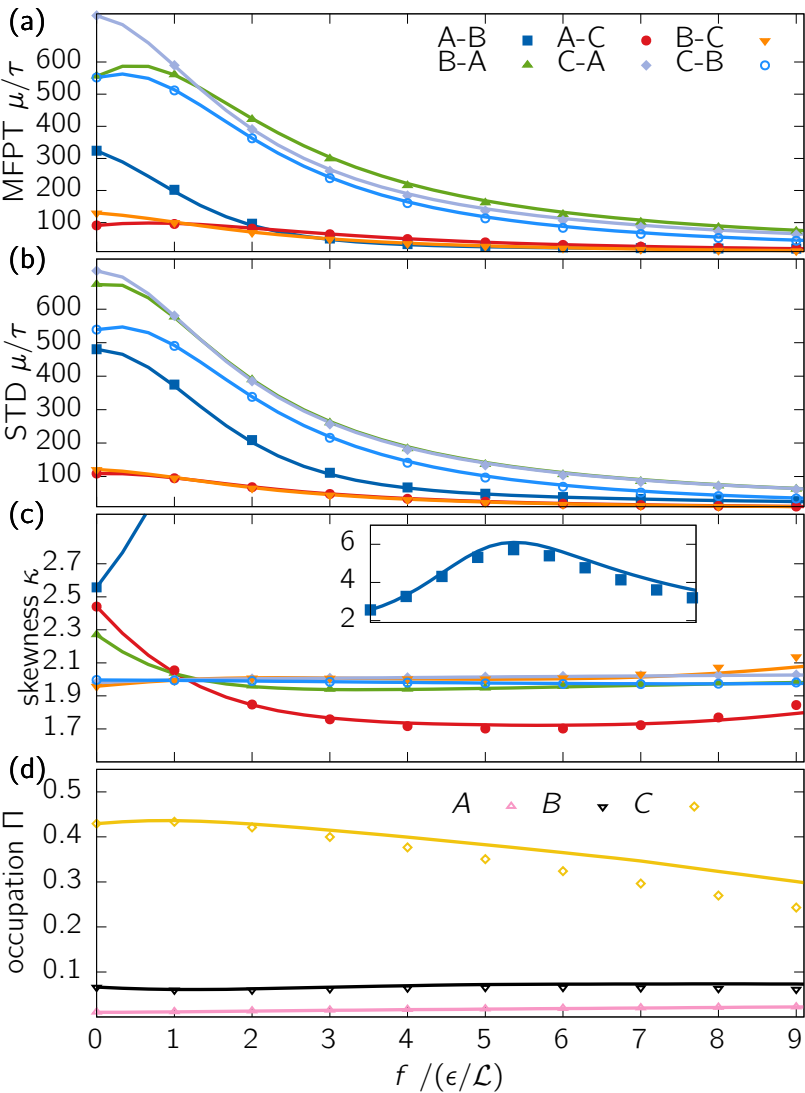 (a)
MFPT μ/τ
600
500
400
300
200
100
A-B A-C B-C
B-A C-A C-B
(b)
STD μ/τ
600
500
400
300
200
100
(c)
skewness κ
2.7
2.5
2.3
2.1
1.9
1.7
6
4
2
(d)
occupation Π
0.5
0.4
0.3
0.2
0.1
A B C
0 1 2 3 4 5 6 7 8 9
f /(ϵ/ℒ)